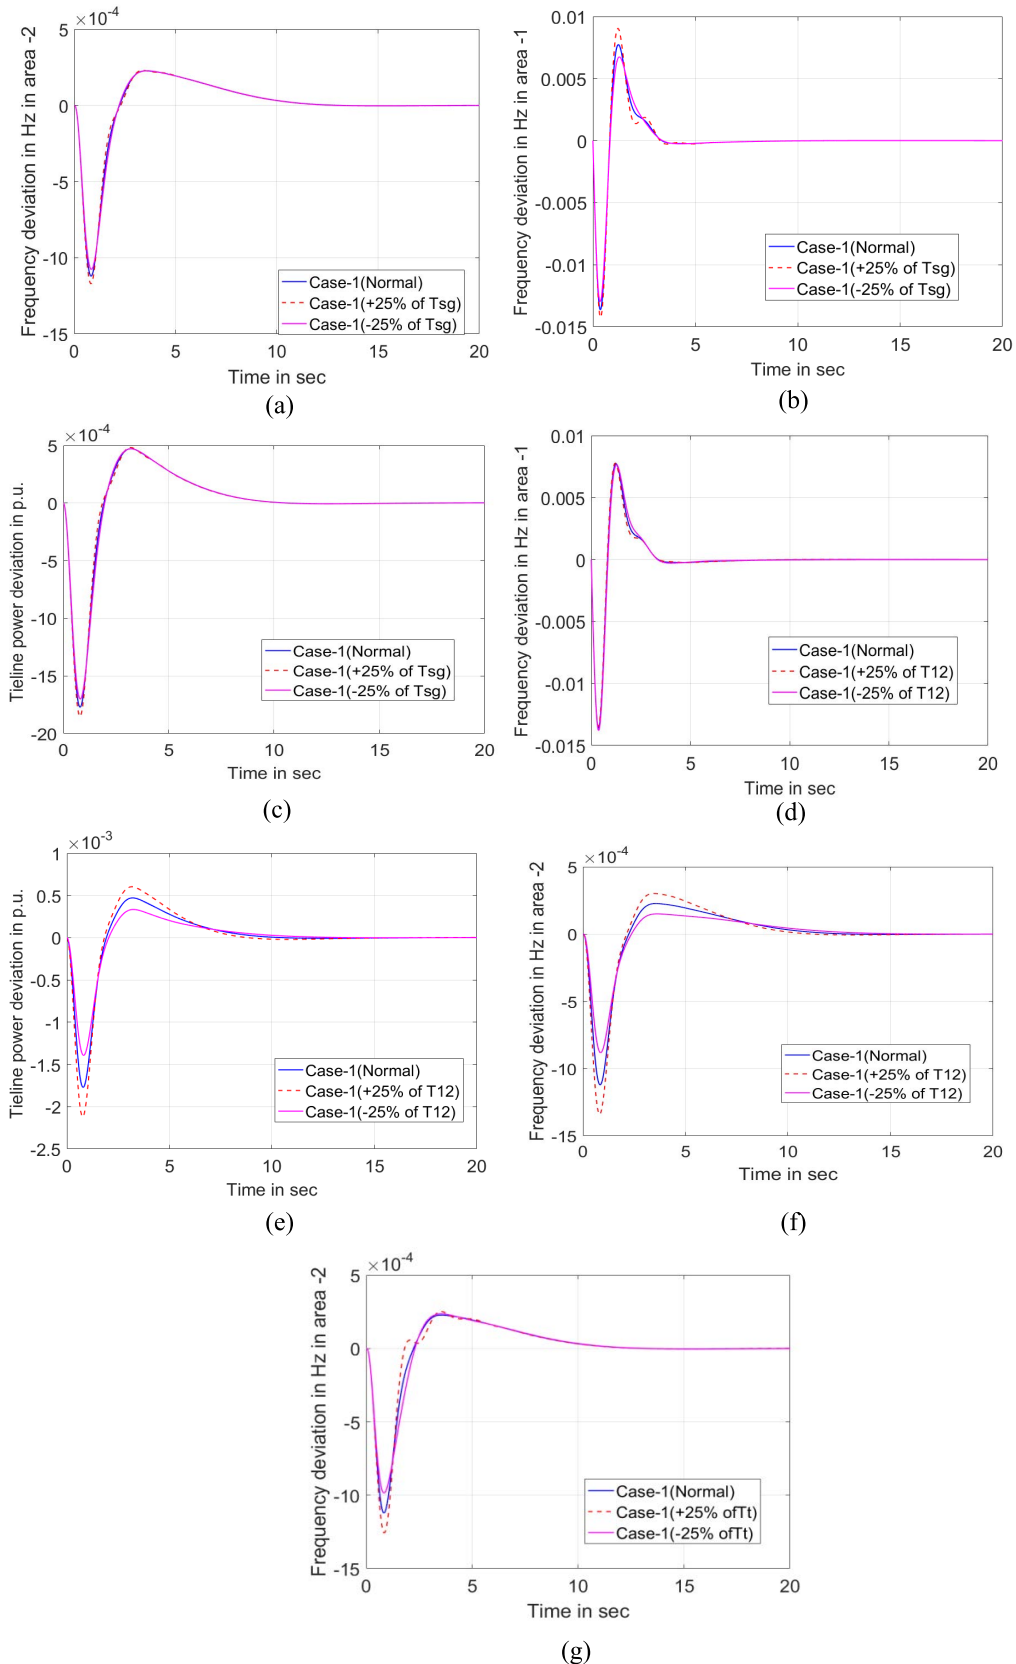 ×10-4
Frequency deviation in Hz in area -2
5
0
-5
-10
-15
Case-1(Normal)
Case-1(+25% of Tsg)
Case-1(-25% of Tsg)
0 5 10 15 20
Time in sec
(a)
Frequency deviation in Hz in area -1
0.01
0.005
0
-0.005
-0.01
-0.015
Case-1(Normal)
Case-1(+25% of Tsg)
Case-1(-25% of Tsg)
0 5 10 15 20
Time in sec
(b)
×10-4
Tieline power deviation in p.u.
5
0
-5
-10
-15
-20
Case-1(Normal)
Case-1(+25% of Tsg)
Case-1(-25% of Tsg)
0 5 10 15 20
Time in sec
(c)
Frequency deviation in Hz in area -1
0.01
0.005
0
-0.005
-0.01
-0.015
Case-1(Normal)
Case-1(+25% of T12)
Case-1(-25% of T12)
0 5 10 15 20
Time in sec
(d)
×10-3
Tieline power deviation in p.u.
1
0.5
0
-0.5
-1
-1.5
-2
-2.5
Case-1(Normal)
Case-1(+25% of T12)
Case-1(-25% of T12)
0 5 10 15 20
Time in sec
(e)
×10-4
Frequency deviation in Hz in area -2
5
0
-5
-10
-15
Case-1(Normal)
Case-1(+25% of T12)
Case-1(-25% of T12)
0 5 10 15 20
Time in sec
(f)
×10-4
Frequency deviation in Hz in area -2
5
0
-5
-10
-15
Case-1(Normal)
Case-1(+25% ofTt)
Case-1(-25% ofTt)
0 5 10 15 20
Time in sec
(g)